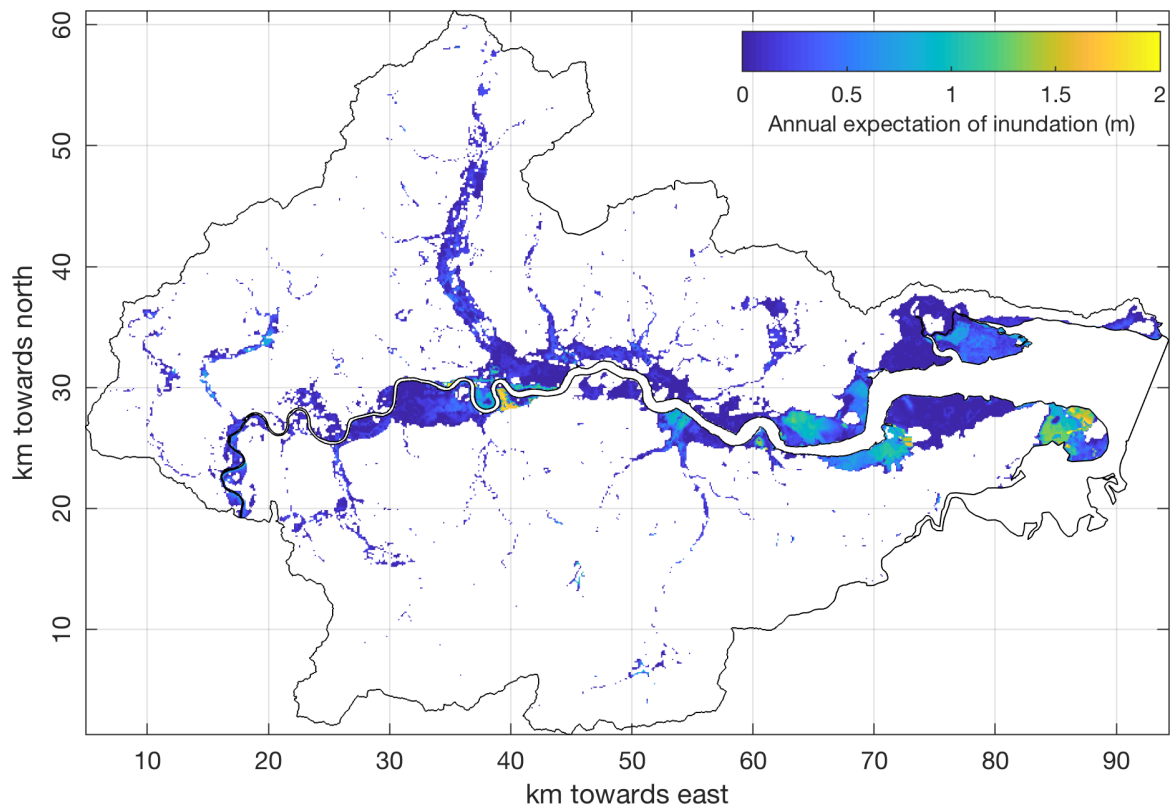 60
50
40
30
20
10
km towards north
0 0.5 1 1.5 2
Annual expectation of inundation (m)
10 20 30 40 50 60 70 80 90
km towards east